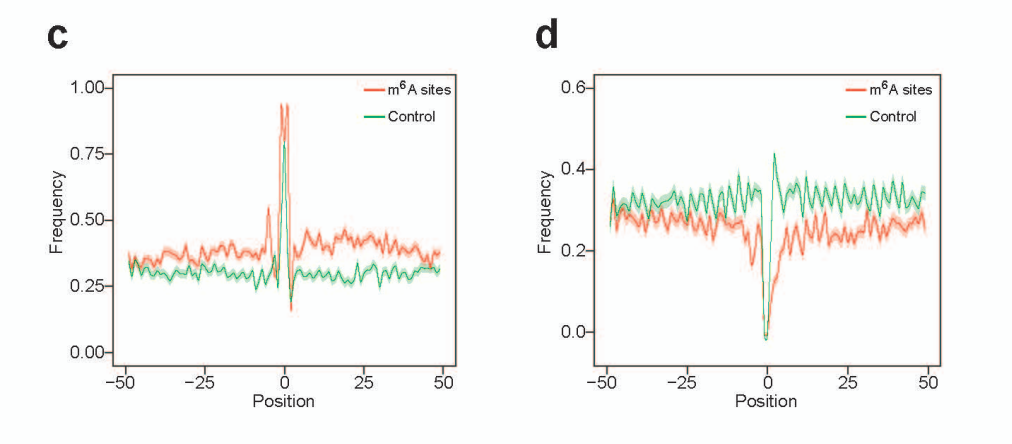 c
d
1.00
0.75
0.50
0.25
0.00
Frequency
m⁶A sites
Control
−50
−25
0
25
50
Position
0.6
0.4
0.2
0.0
Frequency
m⁶A sites
Control
−50
−25
0
25
50
Position